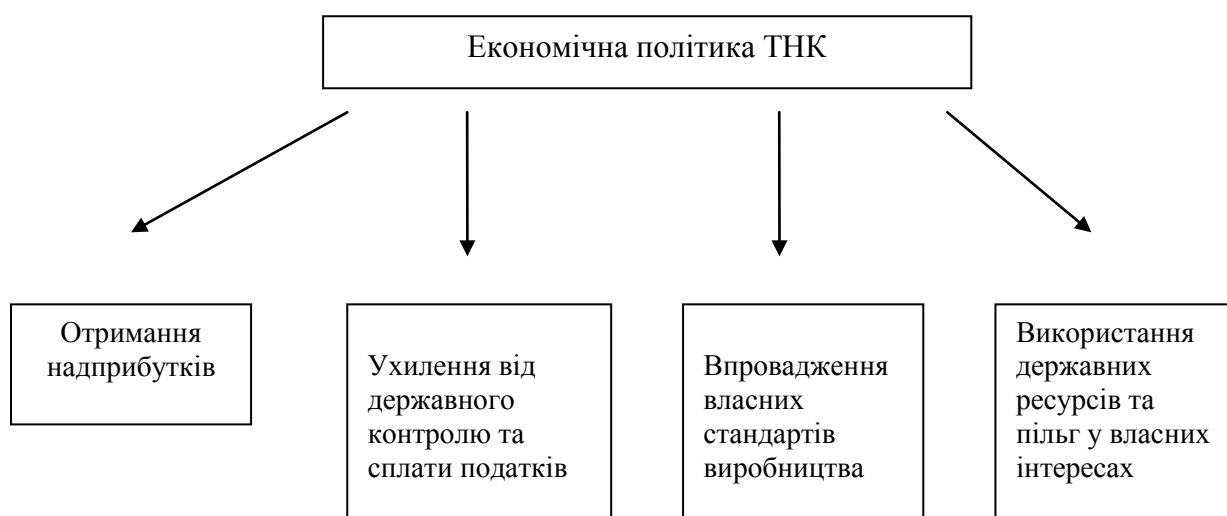 Економічна політика ТНК
Отримання
надприбутків
Ухилення від
державного
контролю та
сплати податків
Впровадження
власних
стандартів
виробництва
Використання
державних
ресурсів та
пільг у власних
інтересах